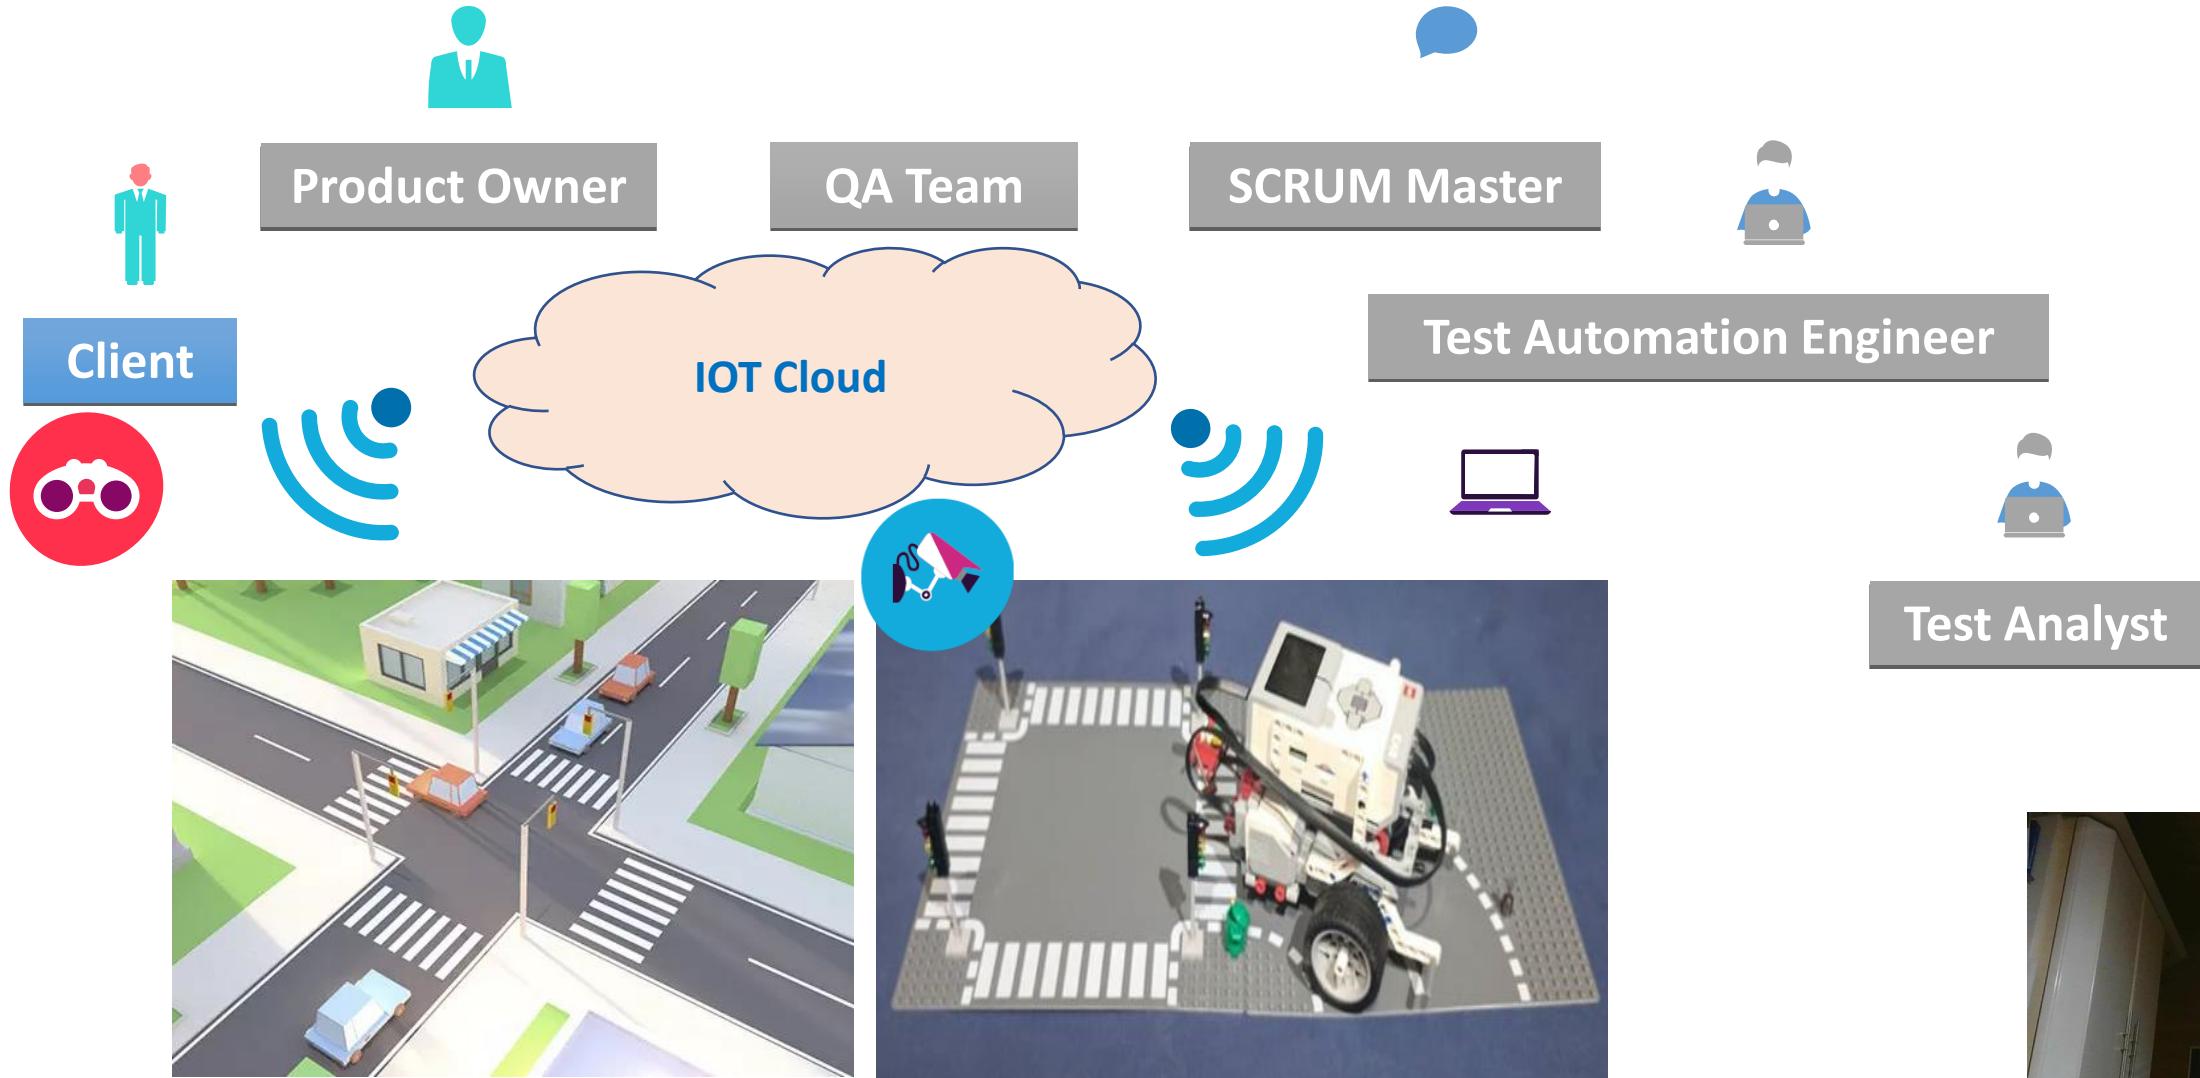 Product Owner
QA Team
SCRUM Master
Client
Test Automation Engineer
IOT Cloud
Test Analyst